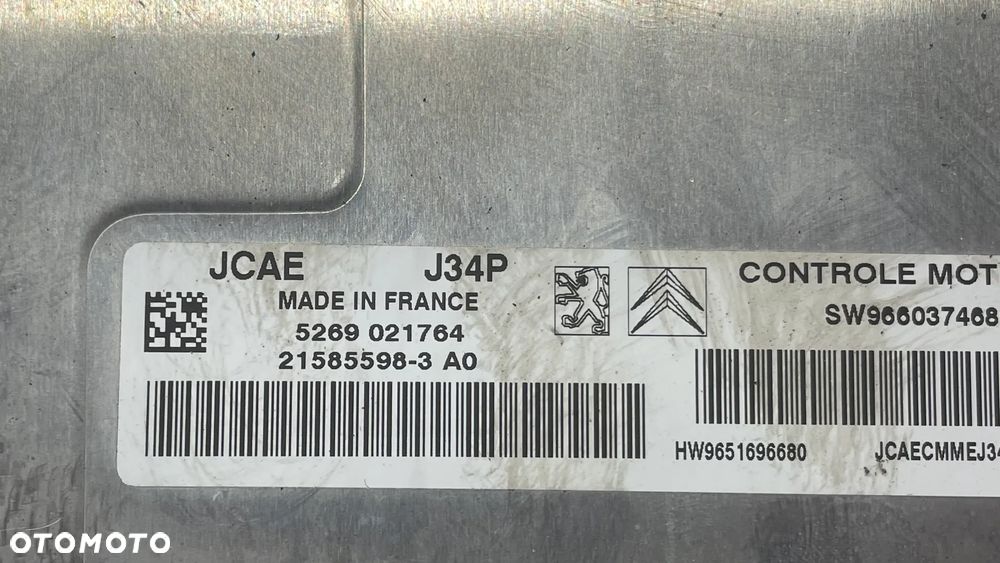 JCAE J34P
MADE IN FRANCE
5269 021764
21585598-3 A0
CONTROLE MOT
SW966037468
HW9651696680 JCAECMMEJ34
OTOMOTO